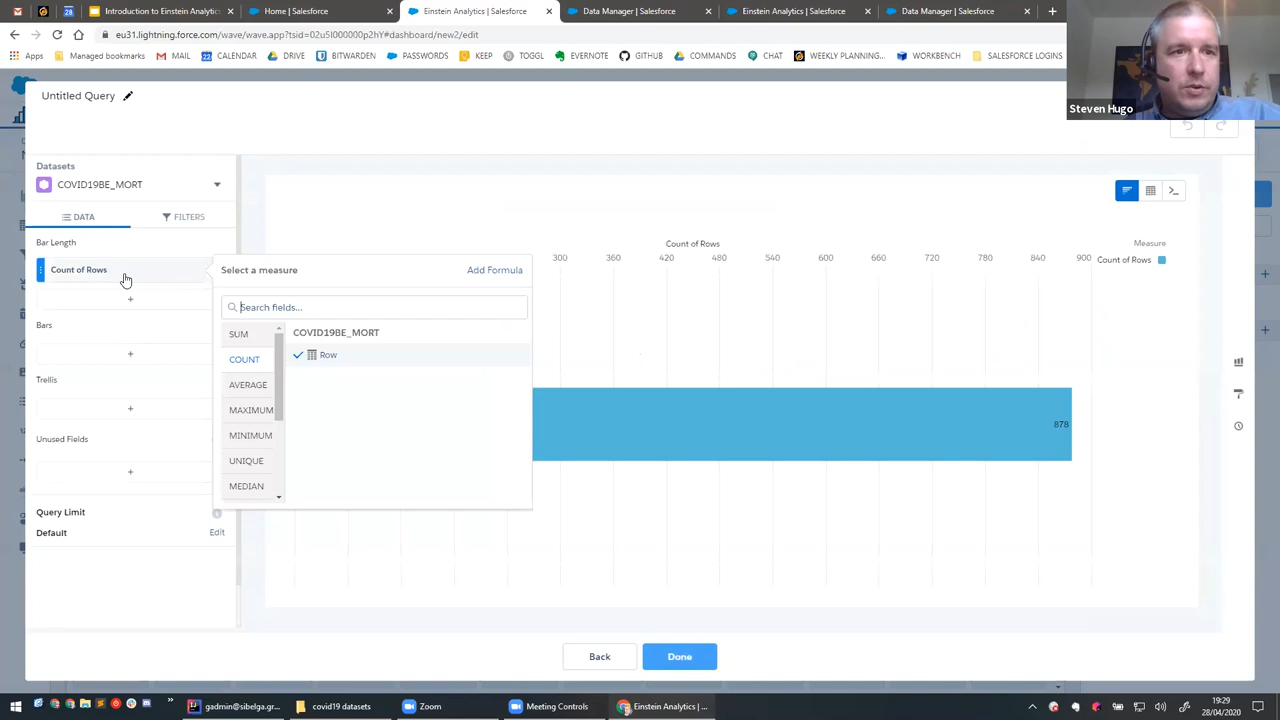 Introduction to Einstein Analytics
Home | Salesforce
Einstein Analytics | Salesforce
Data Manager | Salesforce
Einstein Analytics | Salesforce
Data Manager | Salesforce
eu31.lightning.force.com/wave/wave.app?tsid=02u5I000000p2hY#dashboard/new2/edit
Apps
Managed bookmarks
MAIL
CALENDAR
DRIVE
BITWARDEN
PASSWORDS
KEEP
TOGGL
EVERNOTE
GITHUB
COMMANDS
CHAT
WEEKLY PLANNING...
WORKBENCH
SALESFORCE LOGINS
Steven Hugo
Untitled Query
Datasets
COVID19BE_MORT
DATA
FILTERS
Bar Length
Count of Rows
+
Bars
+
Trellis
+
Unused Fields
+
Query Limit
Default
Edit
Select a measure
Add Formula
Search fields...
SUM
COUNT
AVERAGE
MAXIMUM
MINIMUM
UNIQUE
MEDIAN
COVID19BE_MORT
Row
Count of Rows
300 360 420 480 540 600 660 720 780 840 900
Measure
Count of Rows
878
Back
Done
gadmin@sibelga.gr...
covid19 datasets
Zoom
Meeting Controls
Einstein Analytics | ...
19:29
28/04/2020